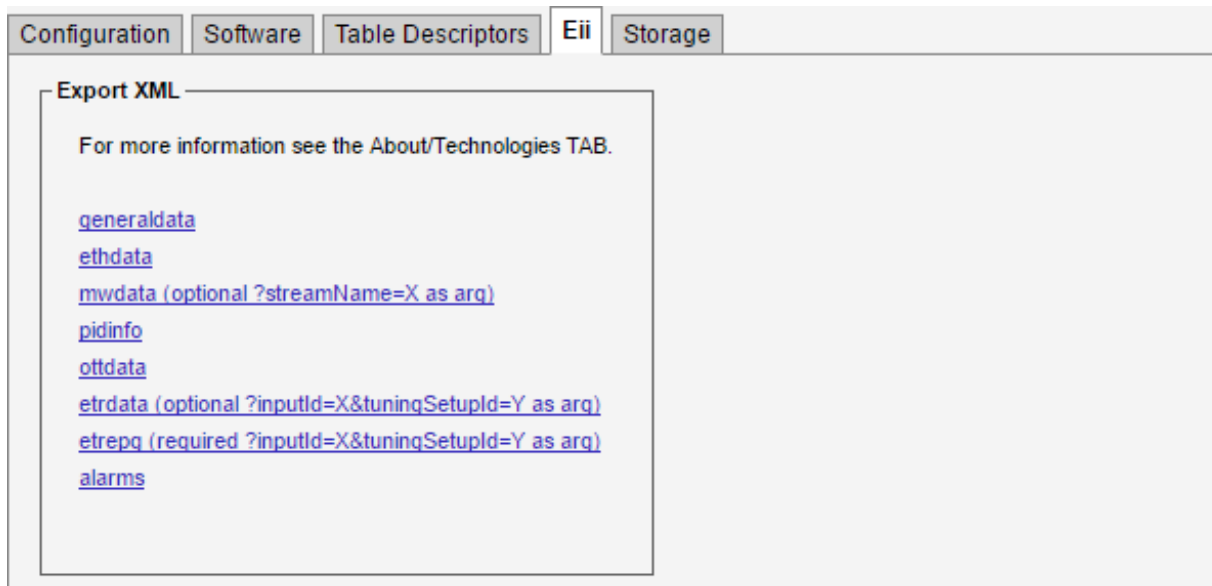 Configuration Software Table Descriptors Eii Storage
Export XML
For more information see the About/Technologies TAB.
generaldata
ethdata
mwdata (optional ?streamName=X as arg)
pidinfo
ottdata
etrdata (optional ?inputId=X&tuningSetupId=Y as arg)
etrepg (required ?inputId=X&tuningSetupId=Y as arg)
alarms